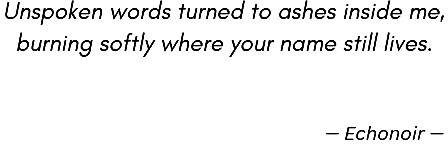 Unspoken words turned to ashes inside me,
burning softly where your name still lives.
— Echonoir —